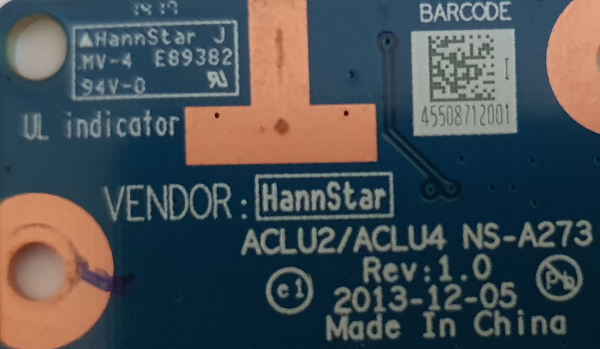 1419
▲HannStar J
MV-4 E89382
94V-0
UL indicator
BARCODE
45508712001
I
VENDOR: HannStar
ACLU2/ACLU4 NS-A273
Rev:1.0
c1
Pb
2013-12-05
Made In China